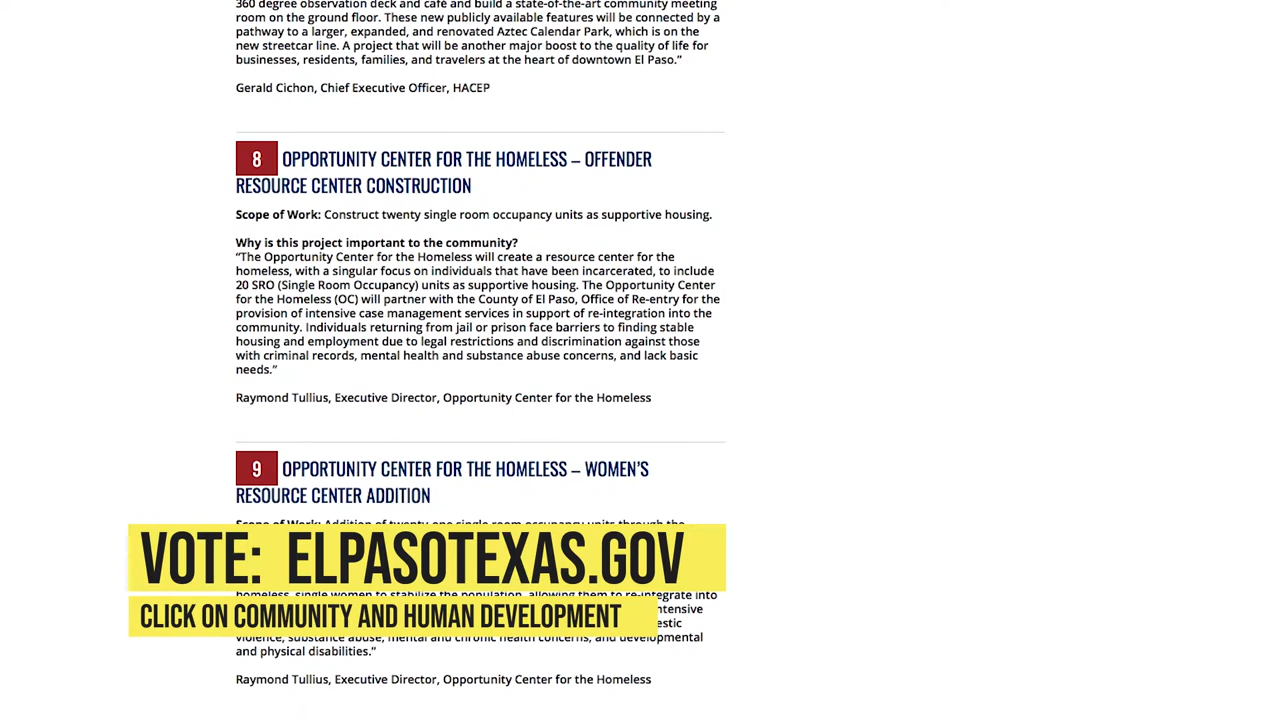 360 degree observation deck and café and build a state-of-the-art community meeting
room on the ground floor. These new publicly available features will be connected by a
pathway to a larger, expanded, and renovated Aztec Calendar Park, which is on the
new streetcar line. A project that will be another major boost to the quality of life for
businesses, residents, families, and travelers at the heart of downtown El Paso.”
Gerald Cichon, Chief Executive Officer, HACEP
8 OPPORTUNITY CENTER FOR THE HOMELESS – OFFENDER
RESOURCE CENTER CONSTRUCTION
Scope of Work: Construct twenty single room occupancy units as supportive housing.
Why is this project important to the community?
“The Opportunity Center for the Homeless will create a resource center for the
homeless, with a singular focus on individuals that have been incarcerated, to include
20 SRO (Single Room Occupancy) units as supportive housing. The Opportunity Center
for the Homeless (OC) will partner with the County of El Paso, Office of Re-entry for the
provision of intensive case management services in support of re-integration into the
community. Individuals returning from jail or prison face barriers to finding stable
housing and employment due to legal restrictions and discrimination against those
with criminal records, mental health and substance abuse concerns, and lack basic
needs.”
Raymond Tullius, Executive Director, Opportunity Center for the Homeless
9 OPPORTUNITY CENTER FOR THE HOMELESS – WOMEN’S
RESOURCE CENTER ADDITION
Scope of Work: Addition of twenty-one single room occupancy units through the
VOTE: ELPASOTEXAS.GOV
homeless, single women to stabilize the population, allowing them to re-integrate into
CLICK ON COMMUNITY AND HUMAN DEVELOPMENT
violence, substance abuse, mental and chronic health concerns, and developmental
and physical disabilities.”
Raymond Tullius, Executive Director, Opportunity Center for the Homeless